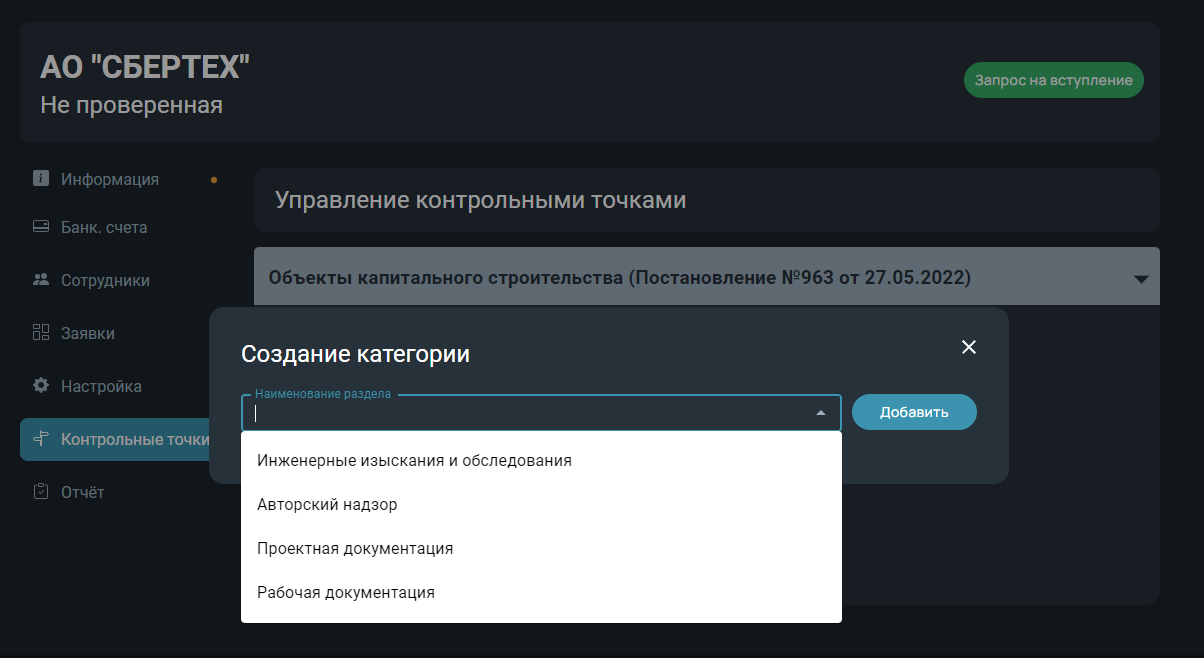 АО "СБЕРТЕХ"
Не проверенная
Запрос на вступление
Информация
Банк. счета
Сотрудники
Заявки
Настройка
Контрольные точки
Отчёт
Управление контрольными точками
Объекты капитального строительства (Постановление №963 от 27.05.2022)
Создание категории
Наименование раздела
Добавить
Инженерные изыскания и обследования
Авторский надзор
Проектная документация
Рабочая документация